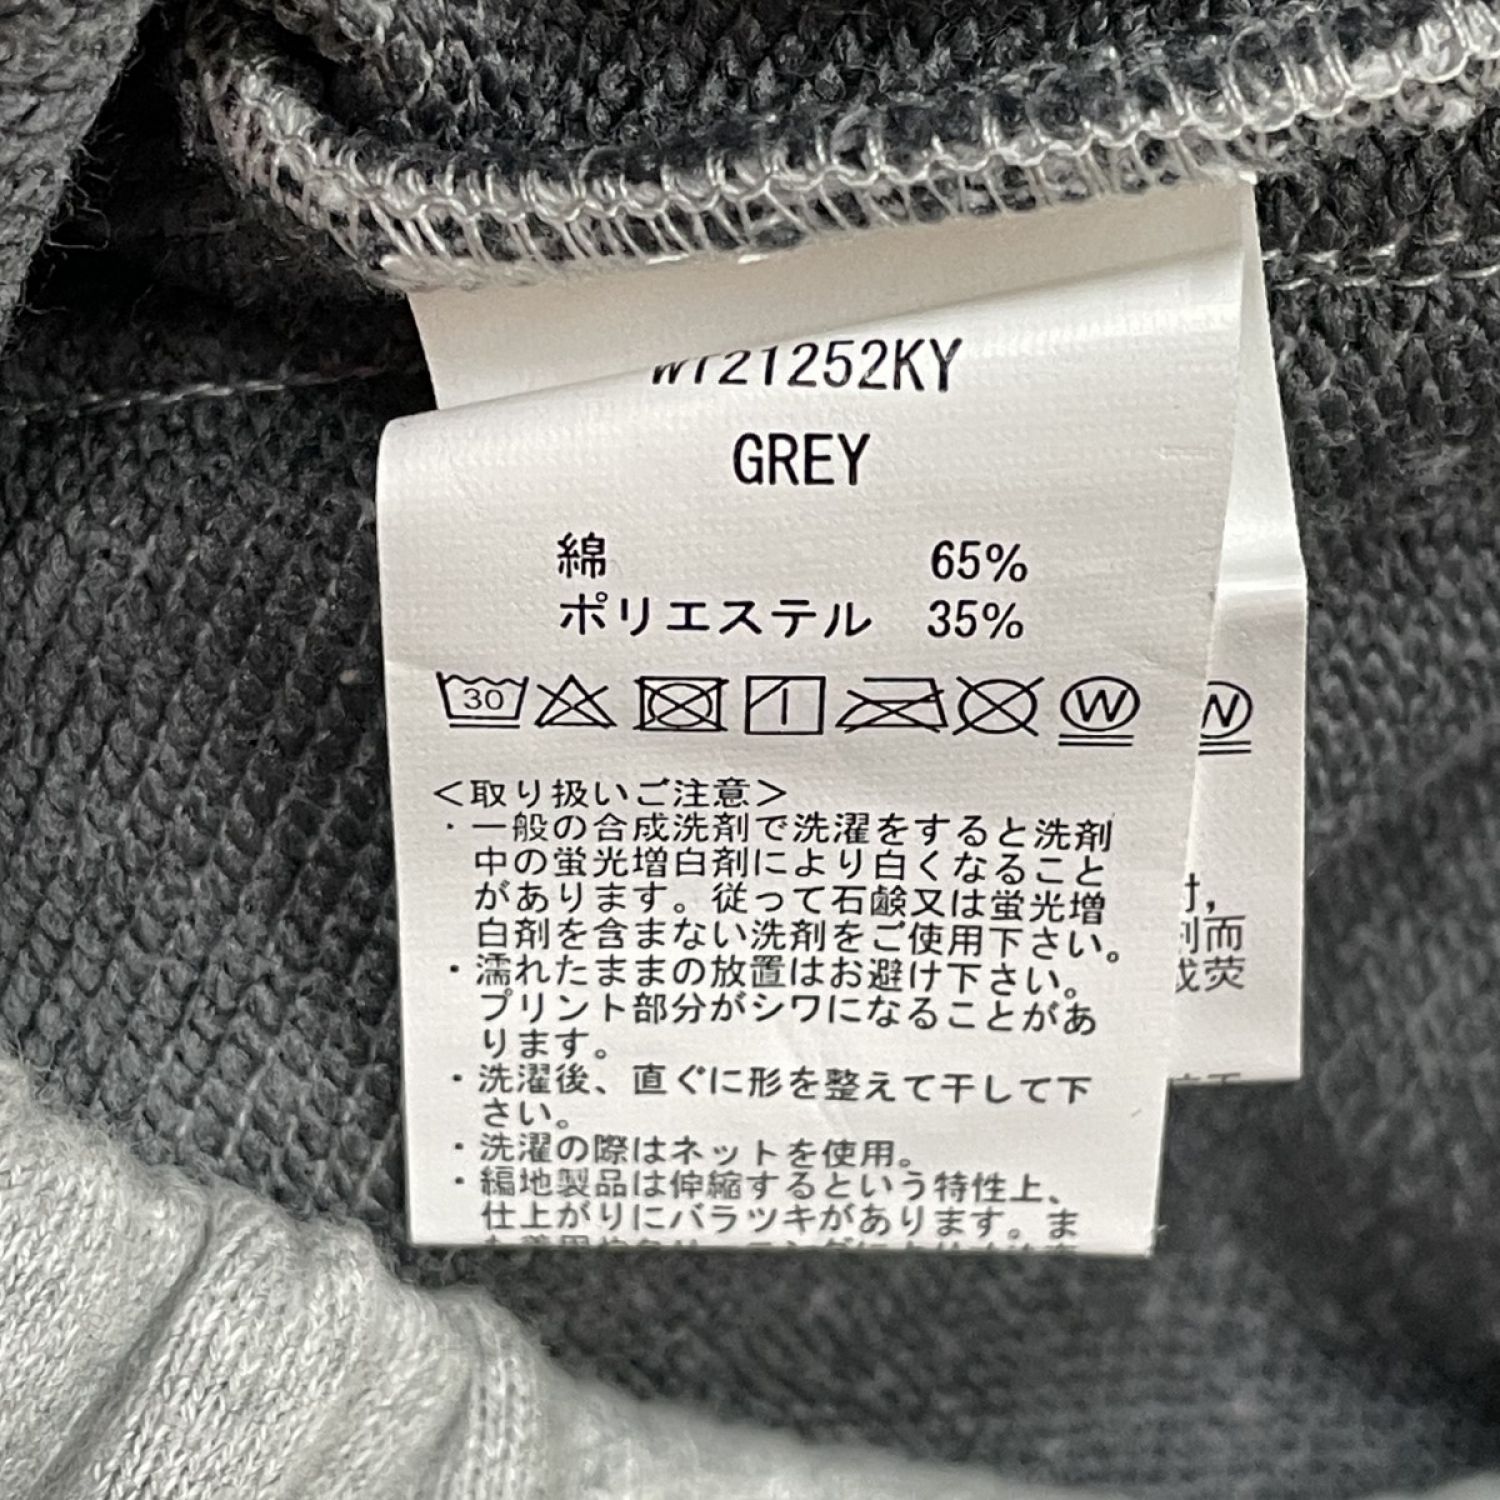 WT21252KY
GREY
綿 65%
ポリエステル 35%
30
W
W
<取り扱いご注意>
・一般の合成洗剤で洗濯をすると洗剤
中の蛍光増白剤により白くなること
があります。従って石鹸又は蛍光増
白剤を含まない洗剤をご使用下さい。
・濡れたままの放置はお避け下さい。
プリント部分がシワになることがあ
ります。
・洗濯後、直ぐに形を整えて干して下
さい。
・洗濯の際はネットを使用。
・編地製品は伸縮するという特性上、
仕上がりにバラツキがあります。ま